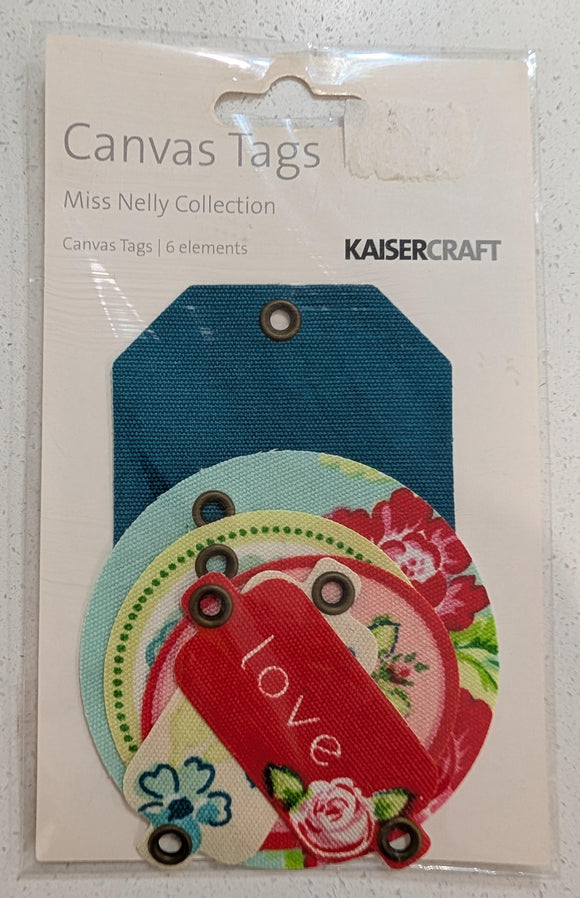 Canvas Tags
Miss Nelly Collection
Canvas Tags | 6 elements
KAISERCRAFT
love